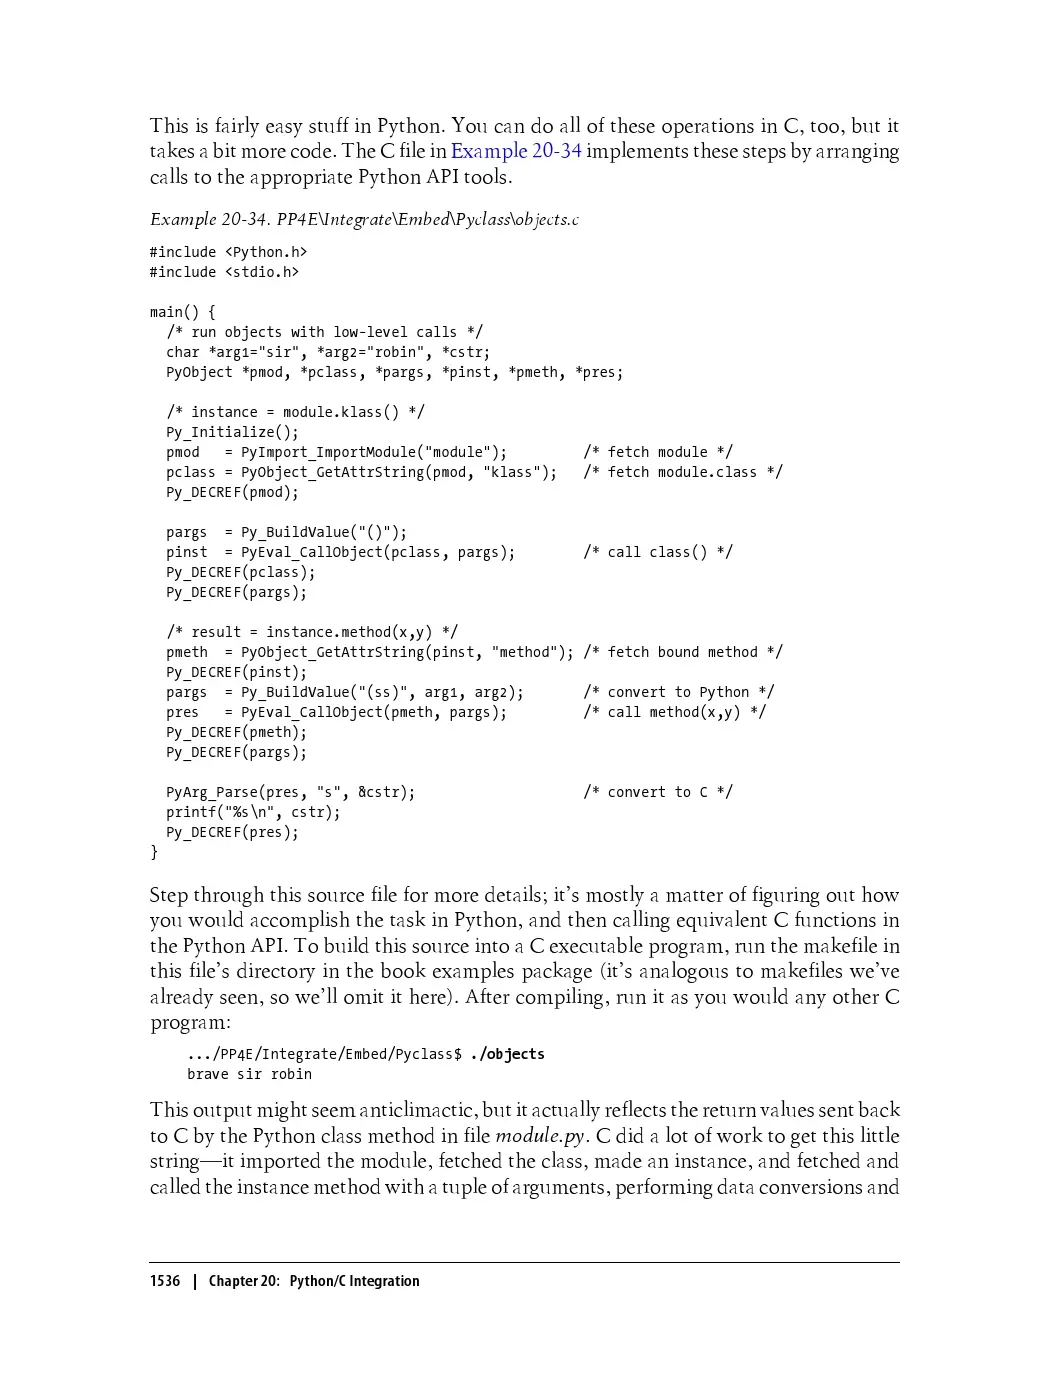 This is fairly easy stuff in Python. You can do all of these operations in C, too, but it
takes a bit more code. The C file in Example 20-34 implements these steps by arranging
calls to the appropriate Python API tools.
Example 20-34. PP4E\Integrate\Embed\Pyclass\objects.c
#include <Python.h>
#include <stdio.h>
main() {
  /* run objects with low-level calls */
  char *arg1="sir", *arg2="robin", *cstr;
  PyObject *pmod, *pclass, *pargs, *pinst, *pmeth, *pres;
  /* instance = module.klass() */
  Py_Initialize();
  pmod   = PyImport_ImportModule("module");         /* fetch module */
  pclass = PyObject_GetAttrString(pmod, "klass");   /* fetch module.class */
  Py_DECREF(pmod);
  pargs  = Py_BuildValue("()");
  pinst  = PyEval_CallObject(pclass, pargs);        /* call class() */
  Py_DECREF(pclass);
  Py_DECREF(pargs);
  /* result = instance.method(x,y) */
  pmeth  = PyObject_GetAttrString(pinst, "method"); /* fetch bound method */
  Py_DECREF(pinst);
  pargs  = Py_BuildValue("(ss)", arg1, arg2);       /* convert to Python */
  pres   = PyEval_CallObject(pmeth, pargs);         /* call method(x,y) */
  Py_DECREF(pmeth);
  Py_DECREF(pargs);
  PyArg_Parse(pres, "s", &cstr);                    /* convert to C */
  printf("%s\n", cstr);
  Py_DECREF(pres);
}
Step through this source file for more details; it's mostly a matter of figuring out how
you would accomplish the task in Python, and then calling equivalent C functions in
the Python API. To build this source into a C executable program, run the makefile in
this file's directory in the book examples package (it's analogous to makefiles we've
already seen, so we'll omit it here). After compiling, run it as you would any other C
program:
.../PP4E/Integrate/Embed/Pyclass$ ./objects
brave sir robin
This output might seem anticlimactic, but it actually reflects the return values sent back
to C by the Python class method in file module.py. C did a lot of work to get this little
string—it imported the module, fetched the class, made an instance, and fetched and
called the instance method with a tuple of arguments, performing data conversions and
1536 | Chapter 20: Python/C Integration